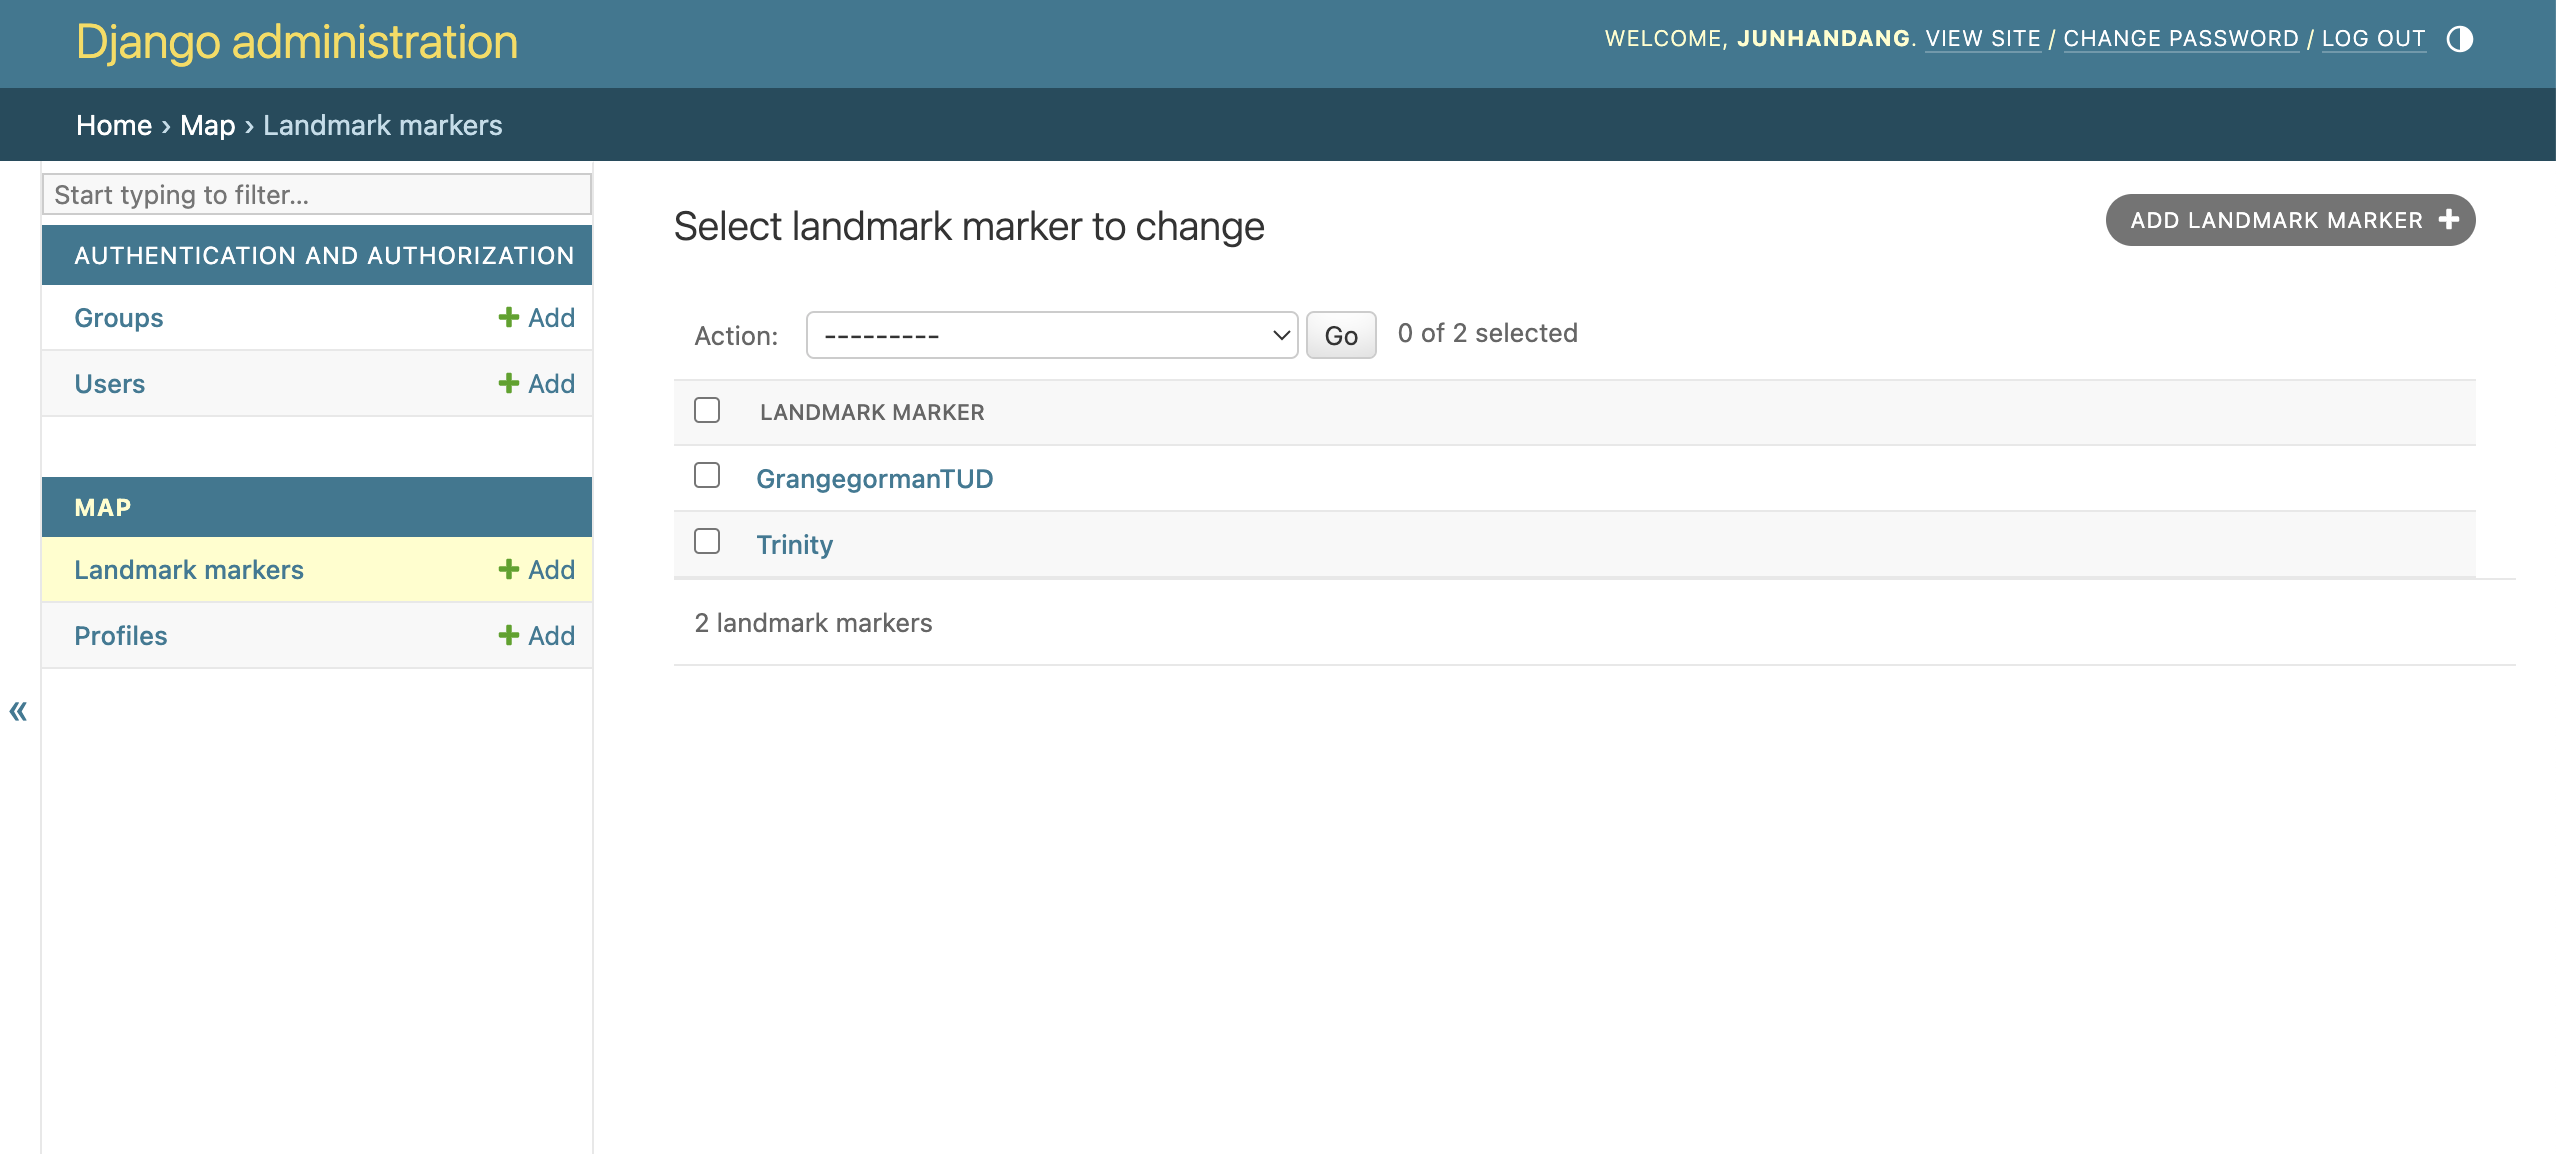 Django administration
WELCOME, JUNHANDANG. VIEW SITE / CHANGE PASSWORD / LOG OUT
Home › Map › Landmark markers
Start typing to filter...
AUTHENTICATION AND AUTHORIZATION
Groups + Add
Users + Add
MAP
Landmark markers + Add
Profiles + Add
«
Select landmark marker to change
ADD LANDMARK MARKER +
Action: --------- Go 0 of 2 selected
LANDMARK MARKER
GrangegormanTUD
Trinity
2 landmark markers